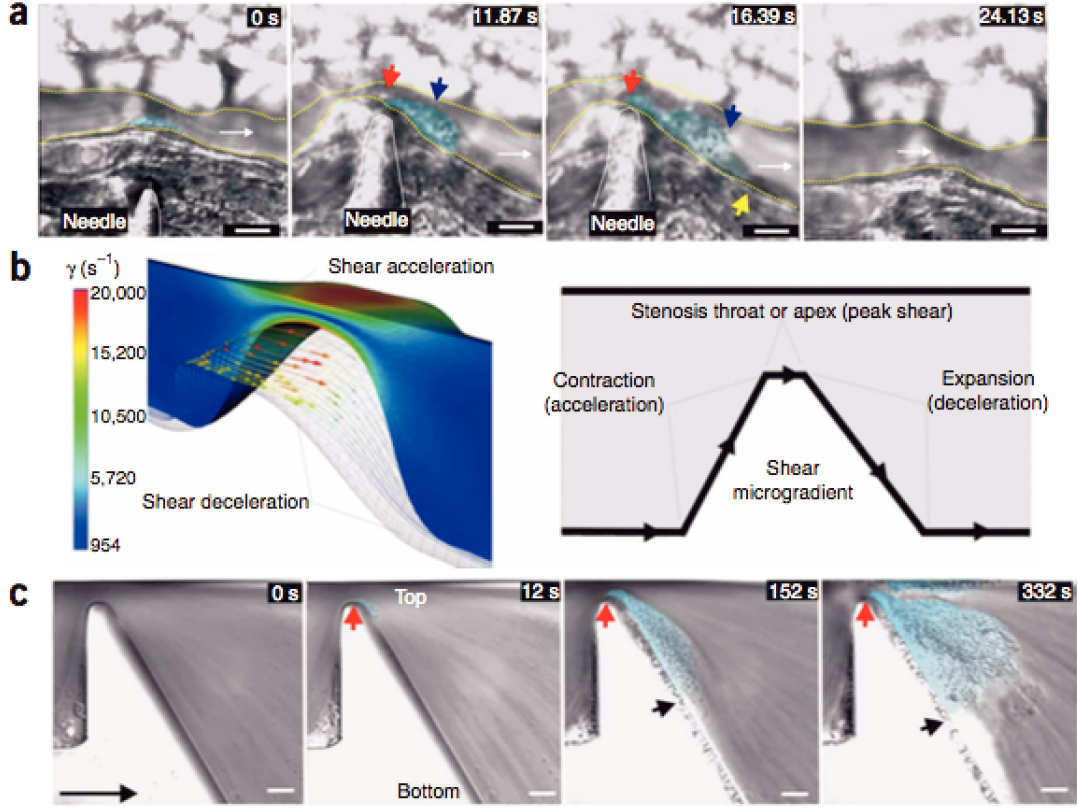 a
0 s
11.87 s
16.39 s
24.13 s
Needle
Needle
Needle
b
γ (s⁻¹)
20,000
15,200
10,500
5,720
954
Shear acceleration
Shear deceleration
Stenosis throat or apex (peak shear)
Contraction
(acceleration)
Expansion
(deceleration)
Shear
microgradient
c
0 s
12 s
152 s
332 s
Top
Bottom